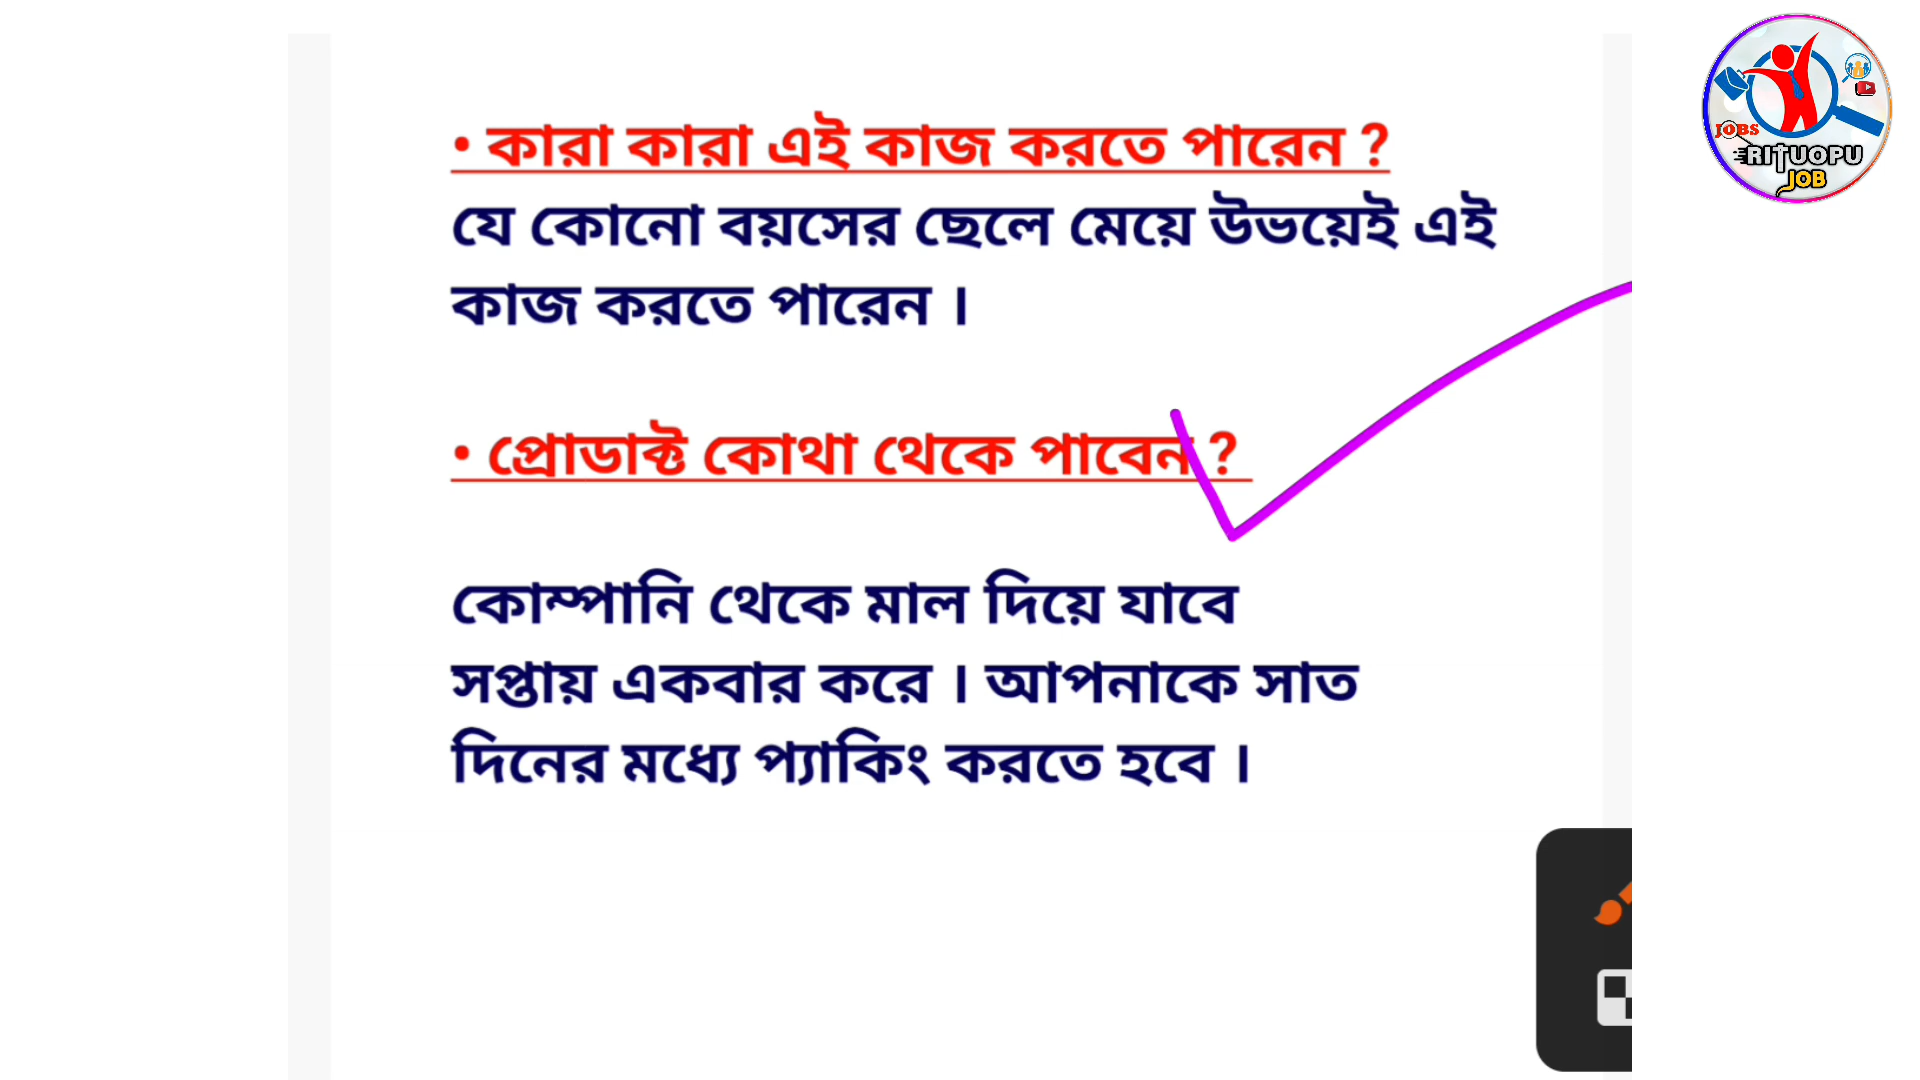 • কারা কারা এই কাজ করতে পারেন ?
যে কোনো বয়সের ছেলে মেয়ে উভয়েই এই
কাজ করতে পারেন ।
• প্রোডাক্ট কোথা থেকে পাবেন ?
কোম্পানি থেকে মাল দিয়ে যাবে
সপ্তায় একবার করে । আপনাকে সাত
দিনের মধ্যে প্যাকিং করতে হবে ।
JOBS
RITUOPU
JOB